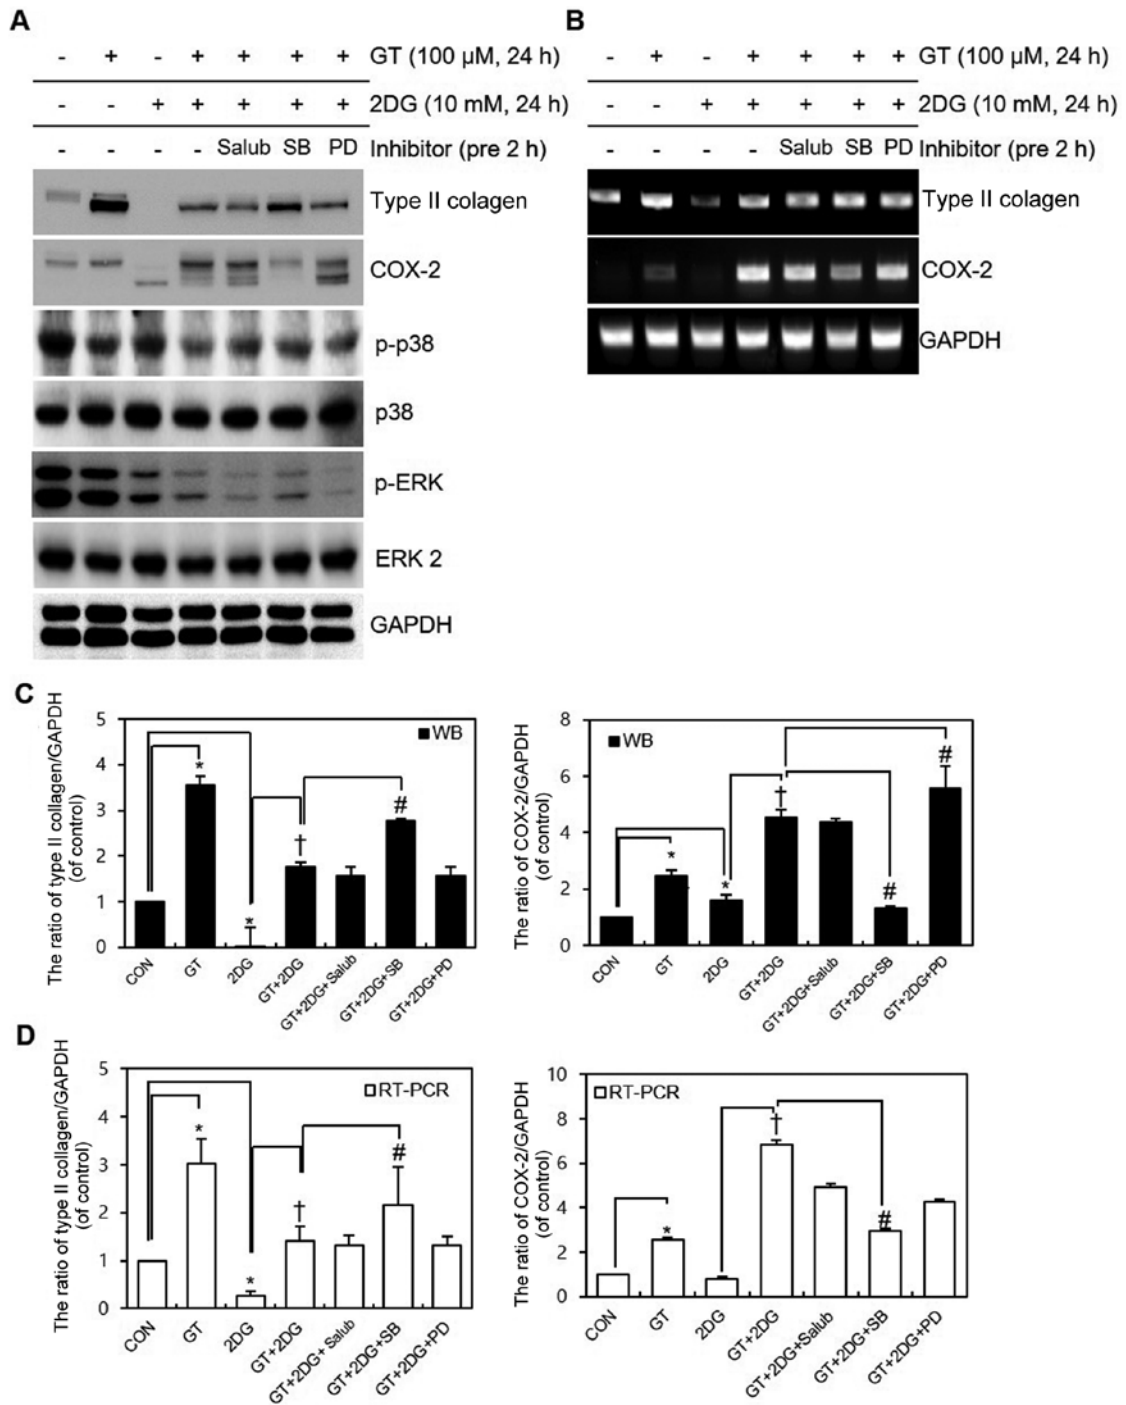 A
- + - + + + + GT (100 µM, 24 h)
- - + + + + + 2DG (10 mM, 24 h)
- - - - Salub SB PD Inhibitor (pre 2 h)
Type II colagen
COX-2
p-p38
p38
p-ERK
ERK 2
GAPDH
B
- + - + + + + GT (100 µM, 24 h)
- - + + + + + 2DG (10 mM, 24 h)
- - - - Salub SB PD Inhibitor (pre 2 h)
Type II colagen
COX-2
GAPDH
C
The ratio of type II collagen/GAPDH
(of control)
5
4
3
2
1
0
WB
*
*
†
#
CON
GT
2DG
GT+2DG
GT+2DG+Salub
GT+2DG+SB
GT+2DG+PD
The ratio of COX-2/GAPDH
(of control)
8
6
4
2
0
WB
*
*
†
#
#
CON
GT
2DG
GT+2DG
GT+2DG+Salub
GT+2DG+SB
GT+2DG+PD
D
The ratio of type II collagen/GAPDH
(of control)
5
4
3
2
1
0
RT-PCR
*
*
†
#
CON
GT
2DG
GT+2DG
GT+2DG+Salub
GT+2DG+SB
GT+2DG+PD
The ratio of COX-2/GAPDH
(of control)
10
8
6
4
2
0
RT-PCR
*
†
#
CON
GT
2DG
GT+2DG
GT+2DG+Salub
GT+2DG+SB
GT+2DG+PD